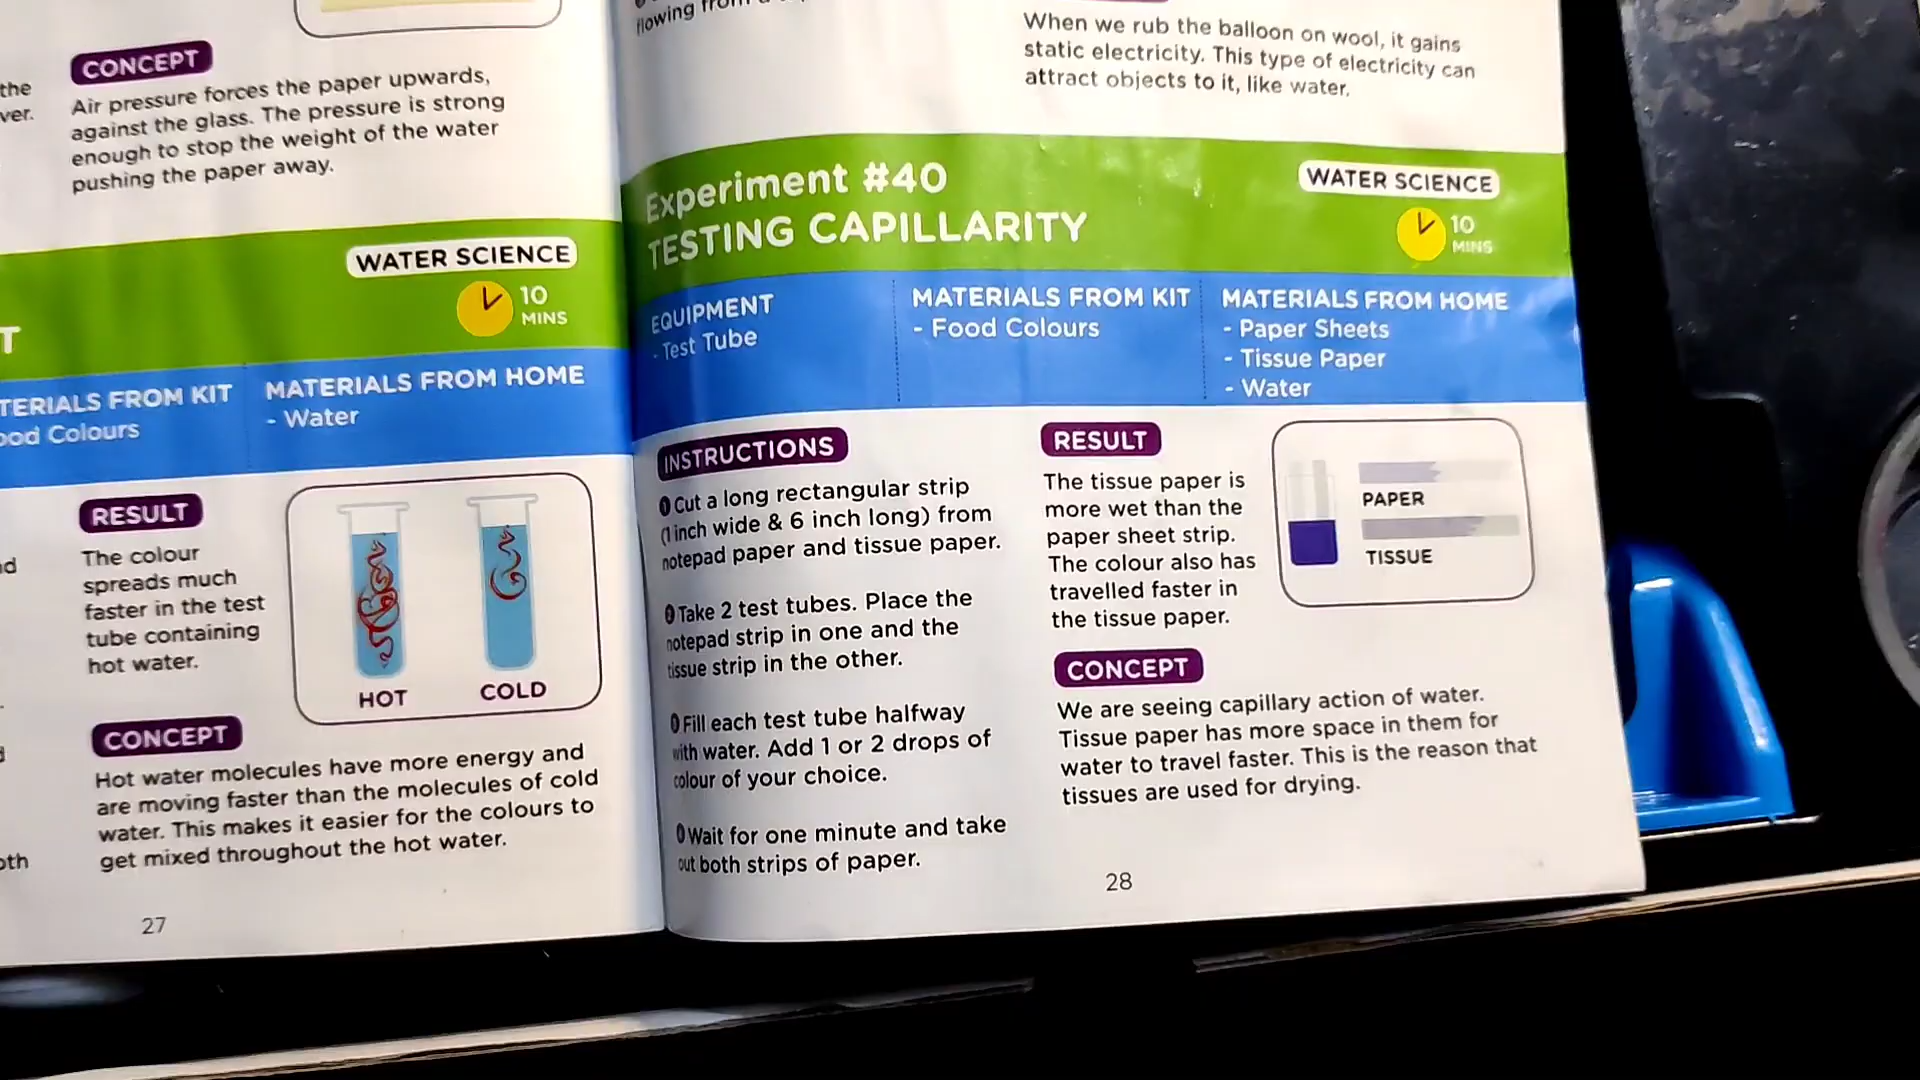 the
ver.
CONCEPT
Air pressure forces the paper upwards,
against the glass. The pressure is strong
enough to stop the weight of the water
pushing the paper away.
WATER SCIENCE
10
MINS
T
TERIALS FROM KIT
ood Colours
MATERIALS FROM HOME
- Water
RESULT
The colour
spreads much
faster in the test
tube containing
hot water.
HOT
COLD
CONCEPT
Hot water molecules have more energy and
are moving faster than the molecules of cold
water. This makes it easier for the colours to
get mixed throughout the hot water.
oth
27
flowing from a
When we rub the balloon on wool, it gains
static electricity. This type of electricity can
attract objects to it, like water.
Experiment #40
TESTING CAPILLARITY
WATER SCIENCE
10
MINS
EQUIPMENT
- Test Tube
MATERIALS FROM KIT
- Food Colours
MATERIALS FROM HOME
- Paper Sheets
- Tissue Paper
- Water
INSTRUCTIONS
Cut a long rectangular strip
(1 inch wide & 6 inch long) from
notepad paper and tissue paper.
Take 2 test tubes. Place the
notepad strip in one and the
tissue strip in the other.
Fill each test tube halfway
with water. Add 1 or 2 drops of
colour of your choice.
Wait for one minute and take
out both strips of paper.
RESULT
The tissue paper is
more wet than the
paper sheet strip.
The colour also has
travelled faster in
the tissue paper.
PAPER
TISSUE
CONCEPT
We are seeing capillary action of water.
Tissue paper has more space in them for
water to travel faster. This is the reason that
tissues are used for drying.
28